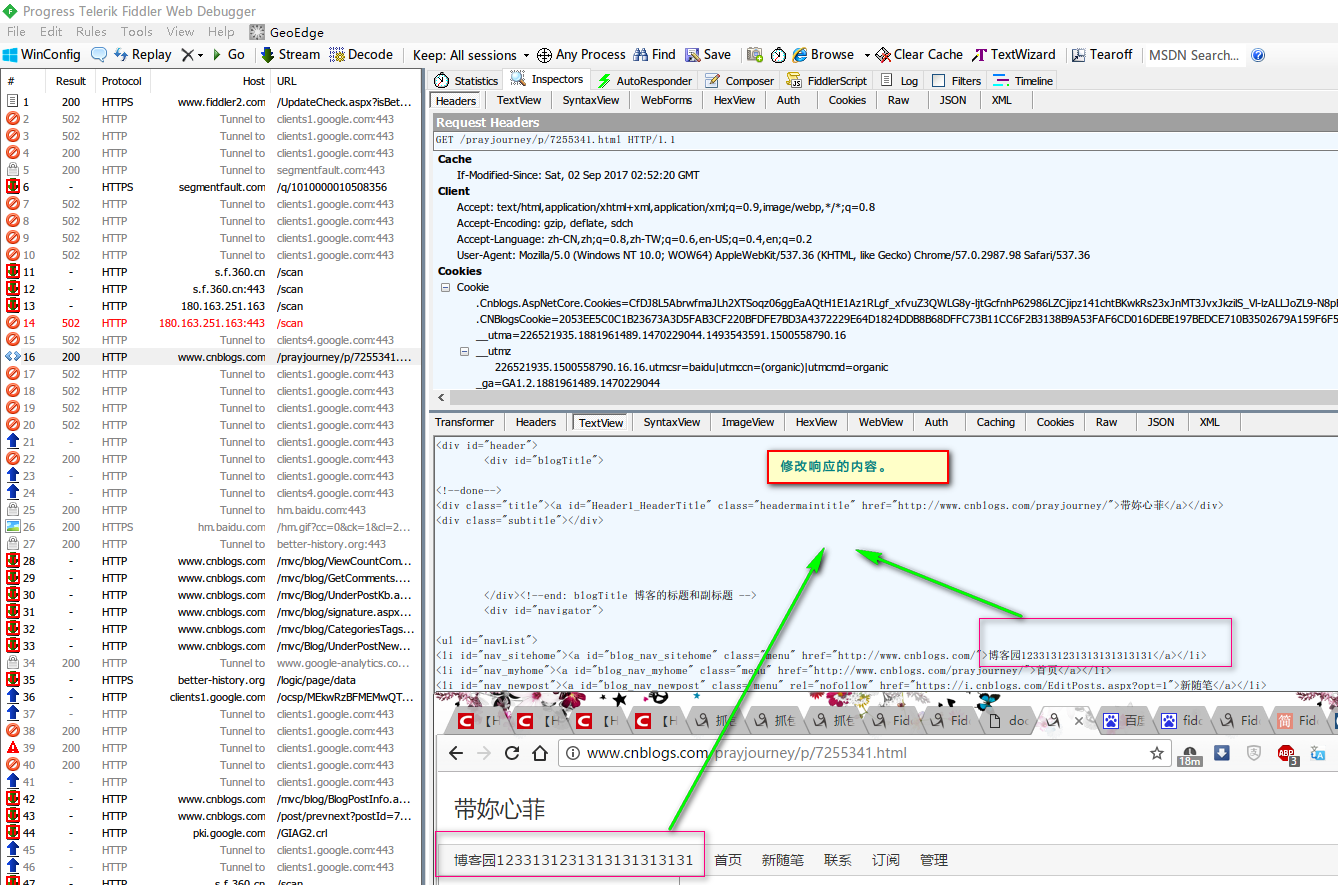 Progress Telerik Fiddler Web Debugger
File Edit Rules Tools View Help GeoEdge
WinConfig Replay Go Stream Decode Keep: All sessions Any Process Find Save Browse Clear Cache TextWizard Tearoff MSDN Search...
# Result Protocol Host URL
1 200 HTTPS www.fiddler2.com /UpdateCheck.aspx?isBet...
2 502 HTTP Tunnel to clients1.google.com:443
3 502 HTTP Tunnel to clients1.google.com:443
4 200 HTTP Tunnel to clients1.google.com:443
5 200 HTTP Tunnel to segmentfault.com:443
6 - HTTPS segmentfault.com /q/1010000010508356
7 502 HTTP Tunnel to clients1.google.com:443
8 502 HTTP Tunnel to clients1.google.com:443
9 502 HTTP Tunnel to clients1.google.com:443
10 502 HTTP Tunnel to clients1.google.com:443
11 - HTTP s.f.360.cn /scan
12 - HTTP s.f.360.cn:443 /scan
13 - HTTP 180.163.251.163 /scan
14 502 HTTP 180.163.251.163:443 /scan
15 502 HTTP Tunnel to clients4.google.com:443
16 200 HTTP www.cnblogs.com /prayjourney/p/7255341....
17 502 HTTP Tunnel to clients1.google.com:443
18 502 HTTP Tunnel to clients1.google.com:443
19 502 HTTP Tunnel to clients1.google.com:443
20 502 HTTP Tunnel to clients1.google.com:443
21 - HTTP Tunnel to clients1.google.com:443
22 200 HTTP Tunnel to clients1.google.com:443
23 - HTTP Tunnel to clients1.google.com:443
24 - HTTP Tunnel to clients4.google.com:443
25 200 HTTP Tunnel to hm.baidu.com:443
26 200 HTTPS hm.baidu.com /hm.gif?cc=0&ck=1&cl=2...
27 200 HTTP Tunnel to better-history.org:443
28 - HTTP www.cnblogs.com /mvc/blog/ViewCountCom...
29 - HTTP www.cnblogs.com /mvc/blog/GetComments....
30 - HTTP www.cnblogs.com /mvc/Blog/UnderPostKb.a...
31 - HTTP www.cnblogs.com /mvc/blog/signature.aspx...
32 - HTTP www.cnblogs.com /mvc/blog/CategoriesTags...
33 - HTTP www.cnblogs.com /mvc/Blog/UnderPostNew...
34 200 HTTP Tunnel to www.google-analytics.co...
35 - HTTPS better-history.org /logic/page/data
36 - HTTP clients1.google.com /ocsp/MEkwRzBFMEMwQT...
37 - HTTP Tunnel to clients1.google.com:443
38 200 HTTP Tunnel to clients1.google.com:443
39 - HTTP Tunnel to clients1.google.com:443
40 200 HTTP Tunnel to clients1.google.com:443
41 - HTTP Tunnel to clients1.google.com:443
42 - HTTP www.cnblogs.com /mvc/blog/BlogPostInfo.a...
43 - HTTP www.cnblogs.com /post/prevnext?postId=7...
44 - HTTP pki.google.com /GIAG2.crl
45 - HTTP Tunnel to clients1.google.com:443
46 - HTTP Tunnel to clients1.google.com:443
47 - HTTP s.f.360.cn /scan
Statistics Inspectors AutoResponder Composer FiddlerScript Log Filters Timeline
Headers TextView SyntaxView WebForms HexView Auth Cookies Raw JSON XML
Request Headers
GET /prayjourney/p/7255341.html HTTP/1.1
Cache
If-Modified-Since: Sat, 02 Sep 2017 02:52:20 GMT
Client
Accept: text/html,application/xhtml+xml,application/xml;q=0.9,image/webp,*/*;q=0.8
Accept-Encoding: gzip, deflate, sdch
Accept-Language: zh-CN,zh;q=0.8,zh-TW;q=0.6,en-US;q=0.4,en;q=0.2
User-Agent: Mozilla/5.0 (Windows NT 10.0; WOW64) AppleWebKit/537.36 (KHTML, like Gecko) Chrome/57.0.2987.98 Safari/537.36
Cookies
Cookie
.Cnblogs.AspNetCore.Cookies=CfDJ8L5AbrwfmaJLh2XTSoqz06ggEaAQtH1E1Az1RLgf_xfvuZ3QWLG8y-IjtGcfnhP62986LZCjipz141chtBKwkRs23xJnMT3JvxJkziIS_Vl-lzALLJoZL9-N8pl
.CNBlogsCookie=2053EE5C0C1B23673A3D5FAB3CF220BFDFE7BD3A4372229E64D1824DDB8B68DFFC73B11CC6F2B3138B9A53FAF6CD016DEBE197BEDCE710B3502679A159F6F5
__utma=226521935.1881961489.1470229044.1493543591.1500558790.16
__utmz
226521935.1500558790.16.16.utmcsr=baidu|utmccn=(organic)|utmcmd=organic
_ga=GA1.2.1881961489.1470229044
Transformer Headers TextView SyntaxView ImageView HexView WebView Auth Caching Cookies Raw JSON XML
<div id="header">
<div id="blogTitle">
修改响应的内容。
<!--done-->
<div class="title"><a id="Header1_HeaderTitle" class="headermaintitle" href="http://www.cnblogs.com/prayjourney/">带妳心菲</a></div>
<div class="subtitle"></div>
</div><!--end: blogTitle 博客的标题和副标题 -->
<div id="navigator">
<ul id="navList">
<li id="nav_sitehome"><a id="blog_nav_sitehome" class="menu" href="http://www.cnblogs.com/">博客园1233131231313131313131</a></li>
<li id="nav_myhome"><a id="blog_nav_myhome" class="menu" href="http://www.cnblogs.com/prayjourney/">首页</a></li>
<li id="nav_newpost"><a id="blog_nav_newpost" class="menu" rel="nofollow" href="https://i.cnblogs.com/EditPosts.aspx?opt=1">新随笔</a></li>
【H 【H 【H 【H 抓包 抓包 抓包 Fidd Fid doc 百度 fidd Fid 简 Fidd
www.cnblogs.com/prayjourney/p/7255341.html
18m ABP 3
带妳心菲
博客园1233131231313131313131 首页 新随笔 联系 订阅 管理